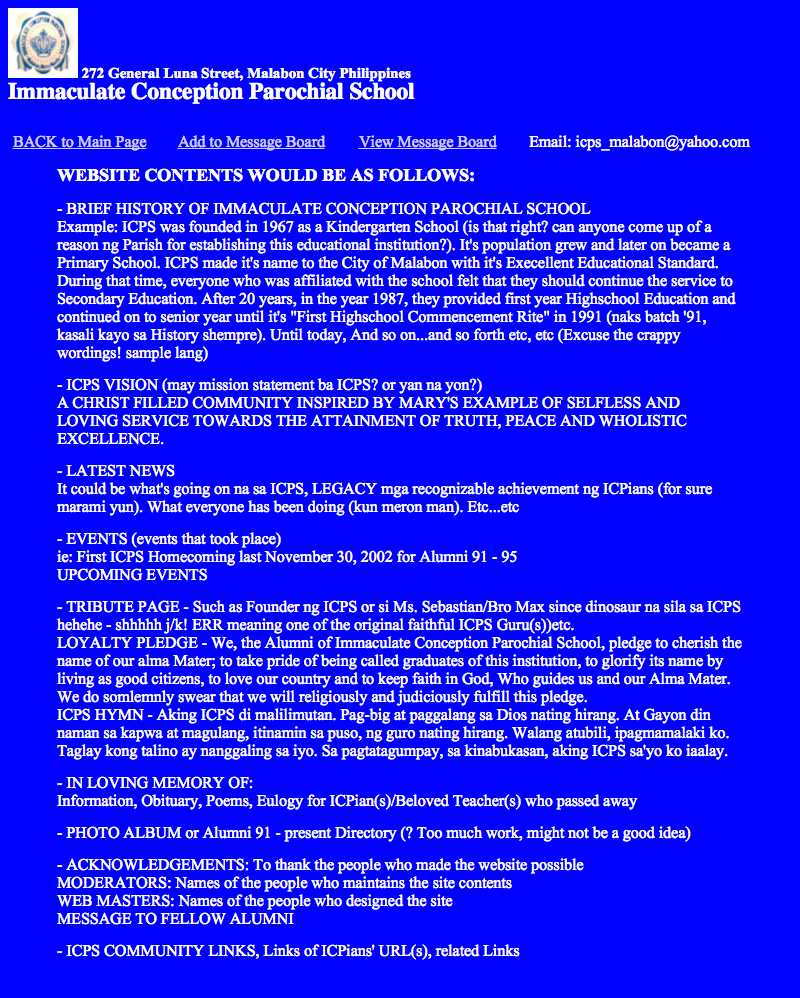 272 General Luna Street, Malabon City Philippines
Immaculate Conception Parochial School
BACK to Main Page Add to Message Board View Message Board Email: icps_malabon@yahoo.com
WEBSITE CONTENTS WOULD BE AS FOLLOWS:
- BRIEF HISTORY OF IMMACULATE CONCEPTION PAROCHIAL SCHOOL
Example: ICPS was founded in 1967 as a Kindergarten School (is that right? can anyone come up of a
reason ng Parish for establishing this educational institution?). It's population grew and later on became a
Primary School. ICPS made it's name to the City of Malabon with it's Execellent Educational Standard.
During that time, everyone who was affiliated with the school felt that they should continue the service to
Secondary Education. After 20 years, in the year 1987, they provided first year Highschool Education and
continued on to senior year until it's "First Highschool Commencement Rite" in 1991 (naks batch '91,
kasali kayo sa History shempre). Until today, And so on...and so forth etc, etc (Excuse the crappy
wordings! sample lang)
- ICPS VISION (may mission statement ba ICPS? or yan na yon?)
A CHRIST FILLED COMMUNITY INSPIRED BY MARY'S EXAMPLE OF SELFLESS AND
LOVING SERVICE TOWARDS THE ATTAINMENT OF TRUTH, PEACE AND WHOLISTIC
EXCELLENCE.
- LATEST NEWS
It could be what's going on na sa ICPS, LEGACY mga recognizable achievement ng ICPians (for sure
marami yun). What everyone has been doing (kun meron man). Etc...etc
- EVENTS (events that took place)
ie: First ICPS Homecoming last November 30, 2002 for Alumni 91 - 95
UPCOMING EVENTS
- TRIBUTE PAGE - Such as Founder ng ICPS or si Ms. Sebastian/Bro Max since dinosaur na sila sa ICPS
hehehe - shhhhh j/k! ERR meaning one of the original faithful ICPS Guru(s))etc.
LOYALTY PLEDGE - We, the Alumni of Immaculate Conception Parochial School, pledge to cherish the
name of our alma Mater; to take pride of being called graduates of this institution, to glorify its name by
living as good citizens, to love our country and to keep faith in God, Who guides us and our Alma Mater.
We do somlemnly swear that we will religiously and judiciously fulfill this pledge.
ICPS HYMN - Aking ICPS di malilimutan. Pag-big at paggalang sa Dios nating hirang. At Gayon din
naman sa kapwa at magulang, itinamin sa puso, ng guro nating hirang. Walang atubili, ipagmamalaki ko.
Taglay kong talino ay nanggaling sa iyo. Sa pagtatagumpay, sa kinabukasan, aking ICPS sa'yo ko iaalay.
- IN LOVING MEMORY OF:
Information, Obituary, Poems, Eulogy for ICPian(s)/Beloved Teacher(s) who passed away
- PHOTO ALBUM or Alumni 91 - present Directory (? Too much work, might not be a good idea)
- ACKNOWLEDGEMENTS: To thank the people who made the website possible
MODERATORS: Names of the people who maintains the site contents
WEB MASTERS: Names of the people who designed the site
MESSAGE TO FELLOW ALUMNI
- ICPS COMMUNITY LINKS, Links of ICPians' URL(s), related Links